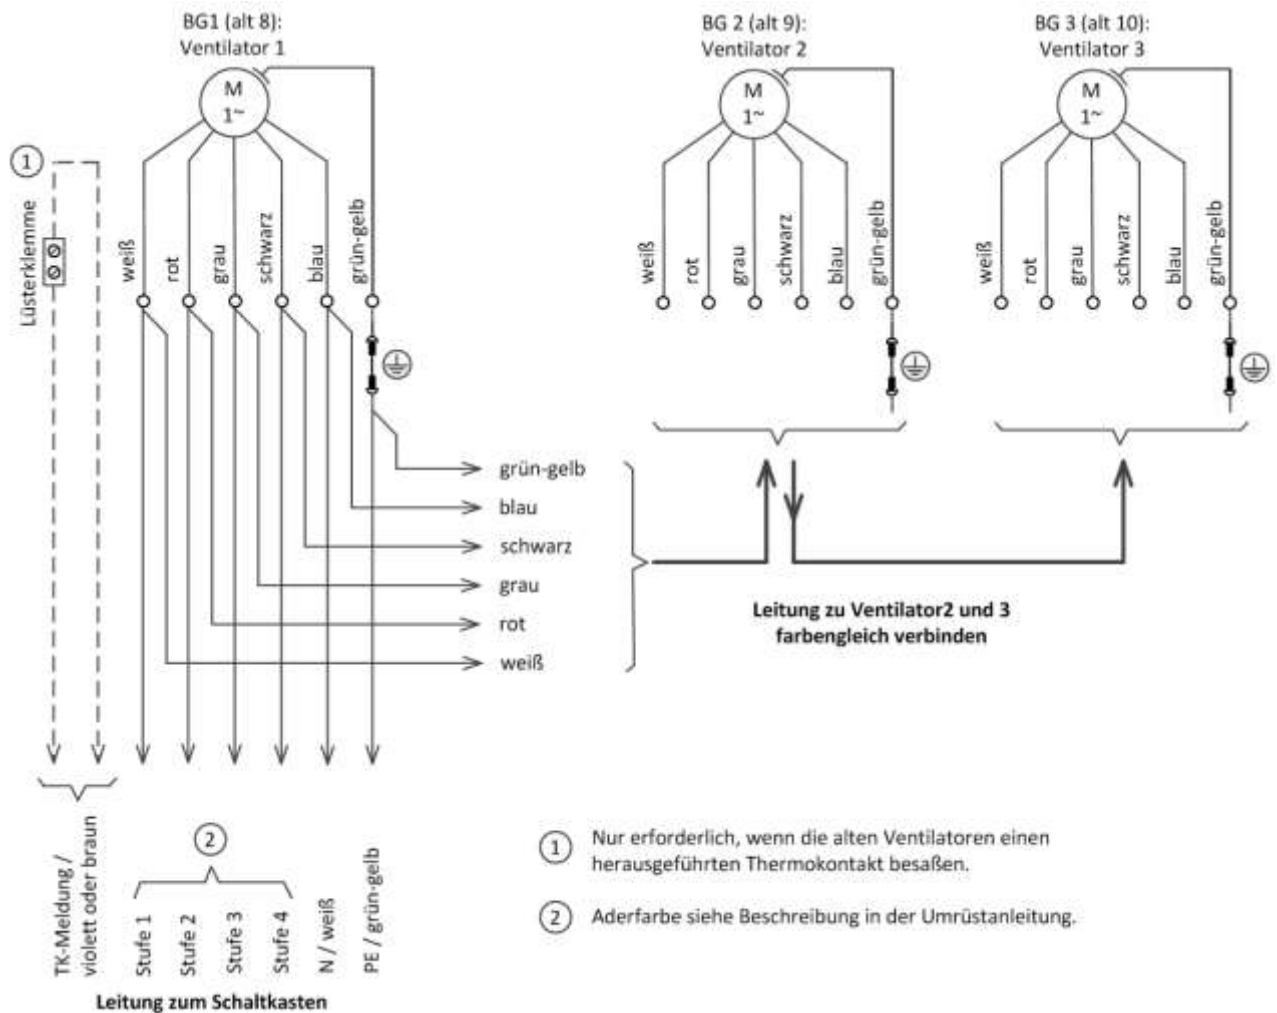 BG1 (alt 8):
Ventilator 1
BG 2 (alt 9):
Ventilator 2
BG 3 (alt 10):
Ventilator 3
M
1~
M
1~
M
1~
1
Lüsterklemme
weiß
rot
grau
schwarz
blau
grün-gelb
weiß
rot
grau
schwarz
blau
grün-gelb
weiß
rot
grau
schwarz
blau
grün-gelb
grün-gelb
blau
schwarz
grau
rot
weiß
Leitung zu Ventilator2 und 3
farbengleich verbinden
TK-Meldung /
violett oder braun
2
Stufe 1
Stufe 2
Stufe 3
Stufe 4
N / weiß
PE / grün-gelb
Leitung zum Schaltkasten
1 Nur erforderlich, wenn die alten Ventilatoren einen
herausgeführten Thermokontakt besaßen.
2 Aderfarbe siehe Beschreibung in der Umrüstanleitung.